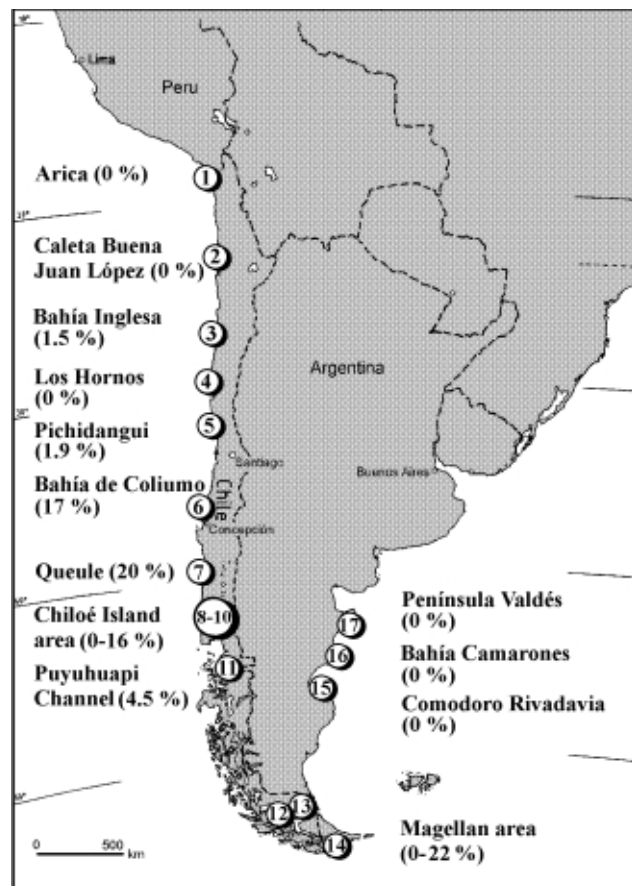 Lima
Peru
Arica (0 %)
1
Caleta Buena
Juan López (0 %)
2
Bahía Inglesa
(1.5 %)
3
Los Hornos
(0 %)
4
Argentina
Pichidangui
(1.9 %)
5
Santiago
Buenos Aires
Bahía de Coliumo
(17 %)
6
Chile
Concepción
Queule (20 %)
7
Chiloé Island
area (0-16 %)
8-10
Puyuhuapi
Channel (4.5 %)
11
Península Valdés
(0 %)
17
Bahía Camarones
(0 %)
16
Comodoro Rivadavia
(0 %)
15
12
13
14
Magellan area
(0-22 %)
0 500
km